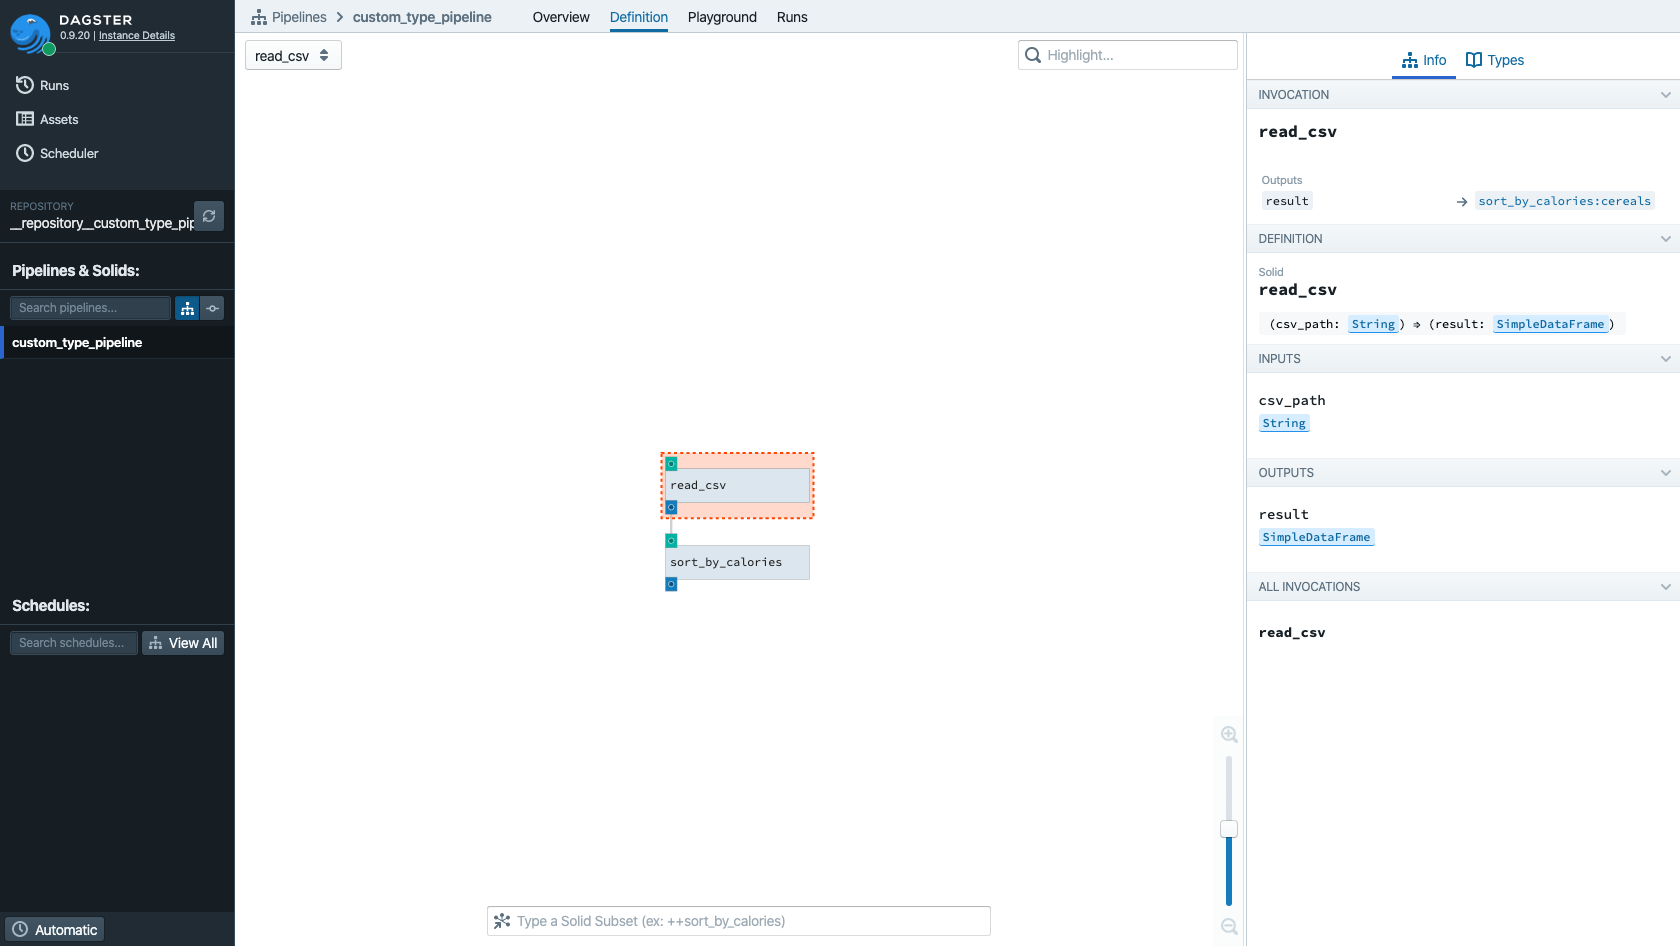 DAGSTER
0.9.20 | Instance Details
Runs
Assets
Scheduler
REPOSITORY
__repository__custom_type_pip
Pipelines & Solids:
Search pipelines...
custom_type_pipeline
Schedules:
Search schedules...
View All
Automatic
Pipelines > custom_type_pipeline
Overview
Definition
Playground
Runs
read_csv
Highlight...
read_csv
sort_by_calories
Type a Solid Subset (ex: ++sort_by_calories)
Info
Types
INVOCATION
read_csv
Outputs
result → sort_by_calories:cereals
DEFINITION
Solid
read_csv
(csv_path: String) ⇒ (result: SimpleDataFrame)
INPUTS
csv_path
String
OUTPUTS
result
SimpleDataFrame
ALL INVOCATIONS
read_csv